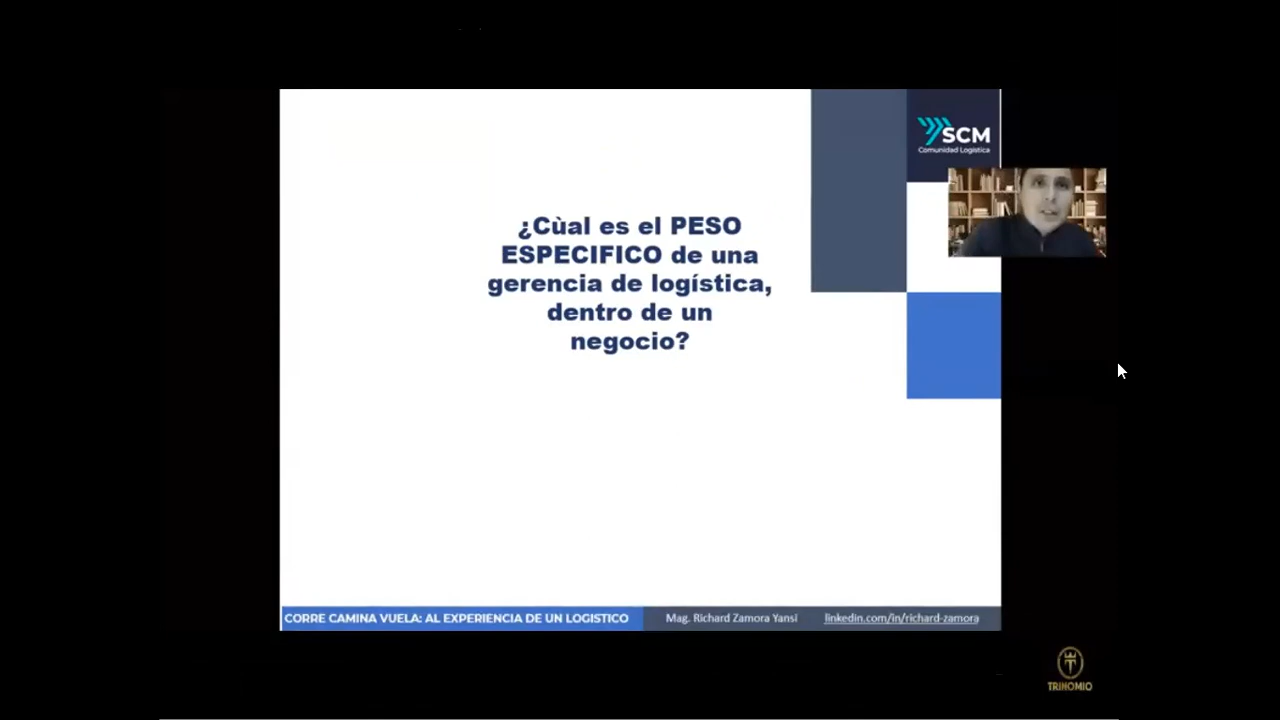 SCM
Comunidad Logística
¿Cùal es el PESO
ESPECIFICO de una
gerencia de logística,
dentro de un
negocio?
CORRE CAMINA VUELA: AL EXPERIENCIA DE UN LOGISTICO
Mag. Richard Zamora Yansi
linkedin.com/in/richard-zamora
TRINOMIO